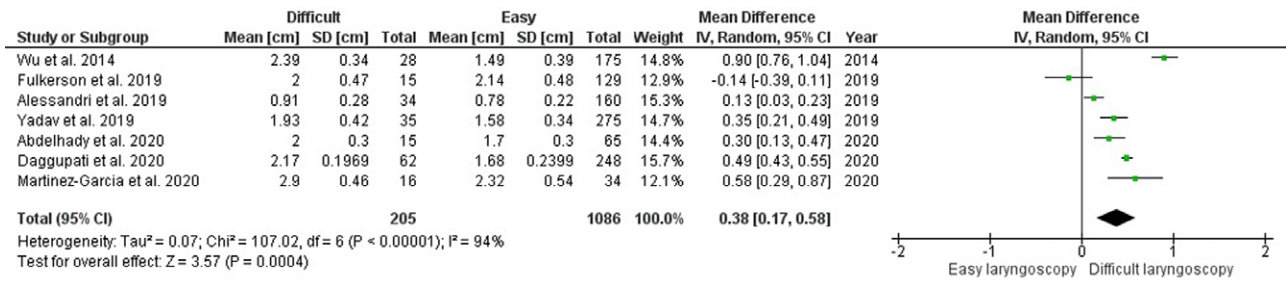 Difficult Easy Mean Difference Mean Difference
Study or Subgroup Mean [cm] SD [cm] Total Mean [cm] SD [cm] Total Weight IV, Random, 95% CI Year IV, Random, 95% CI
Wu et al. 2014 2.39 0.34 28 1.49 0.39 175 14.8% 0.90 [0.76, 1.04] 2014
Fulkerson et al. 2019 2 0.47 15 2.14 0.48 129 12.9% -0.14 [-0.39, 0.11] 2019
Alessandri et al. 2019 0.91 0.28 34 0.78 0.22 160 15.3% 0.13 [0.03, 0.23] 2019
Yadav et al. 2019 1.93 0.42 35 1.58 0.34 275 14.7% 0.35 [0.21, 0.49] 2019
Abdelhady et al. 2020 2 0.3 15 1.7 0.3 65 14.4% 0.30 [0.13, 0.47] 2020
Daggupati et al. 2020 2.17 0.1969 62 1.68 0.2399 248 15.7% 0.49 [0.43, 0.55] 2020
Martinez-Garcia et al. 2020 2.9 0.46 16 2.32 0.54 34 12.1% 0.58 [0.29, 0.87] 2020
Total (95% CI) 205 1086 100.0% 0.38 [0.17, 0.58]
Heterogeneity: Tau² = 0.07; Chi² = 107.02, df = 6 (P < 0.00001); I² = 94%
Test for overall effect: Z = 3.57 (P = 0.0004)
-2 -1 0 1 2
Easy laryngoscopy Difficult laryngoscopy